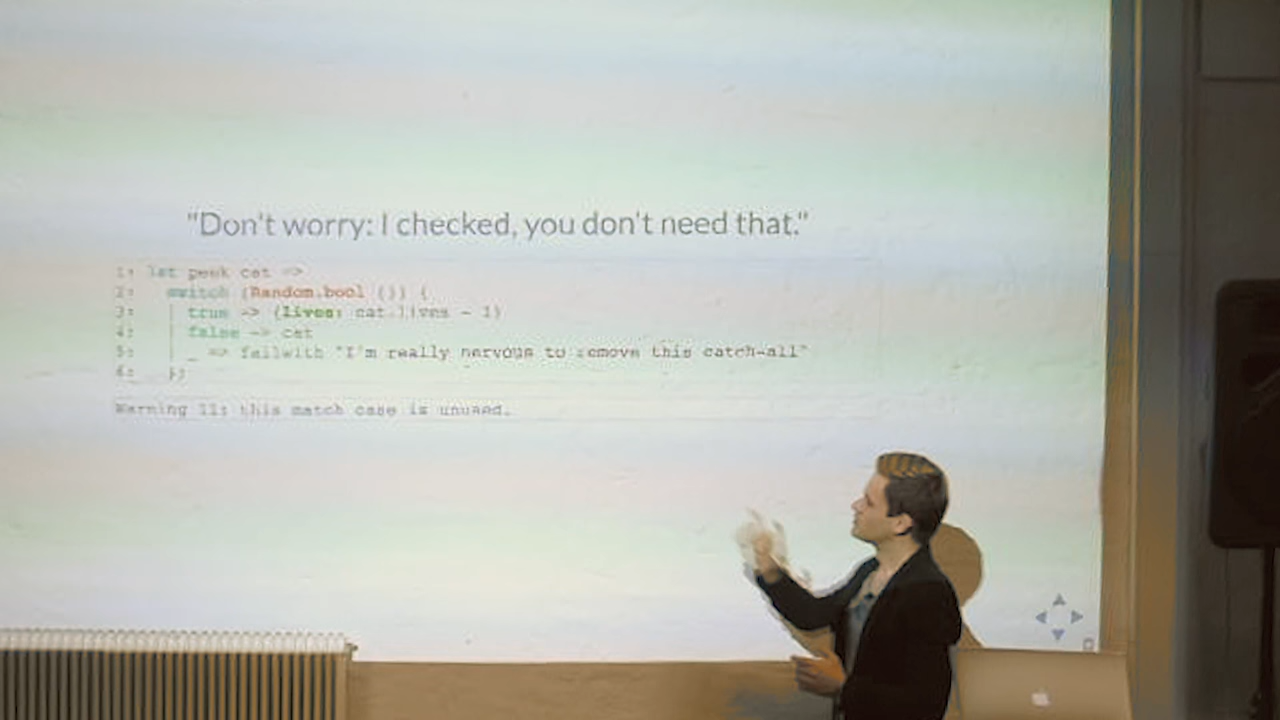 "Don't worry: I checked, you don't need that."
1: let peek cat =>
2: switch (Random.bool ()) {
3: | true => {lives: cat.lives - 1}
4: | false => cat
5: | _ => failwith "I'm really nervous to remove this catch-all"
6: };
Warning 11: this match case is unused.